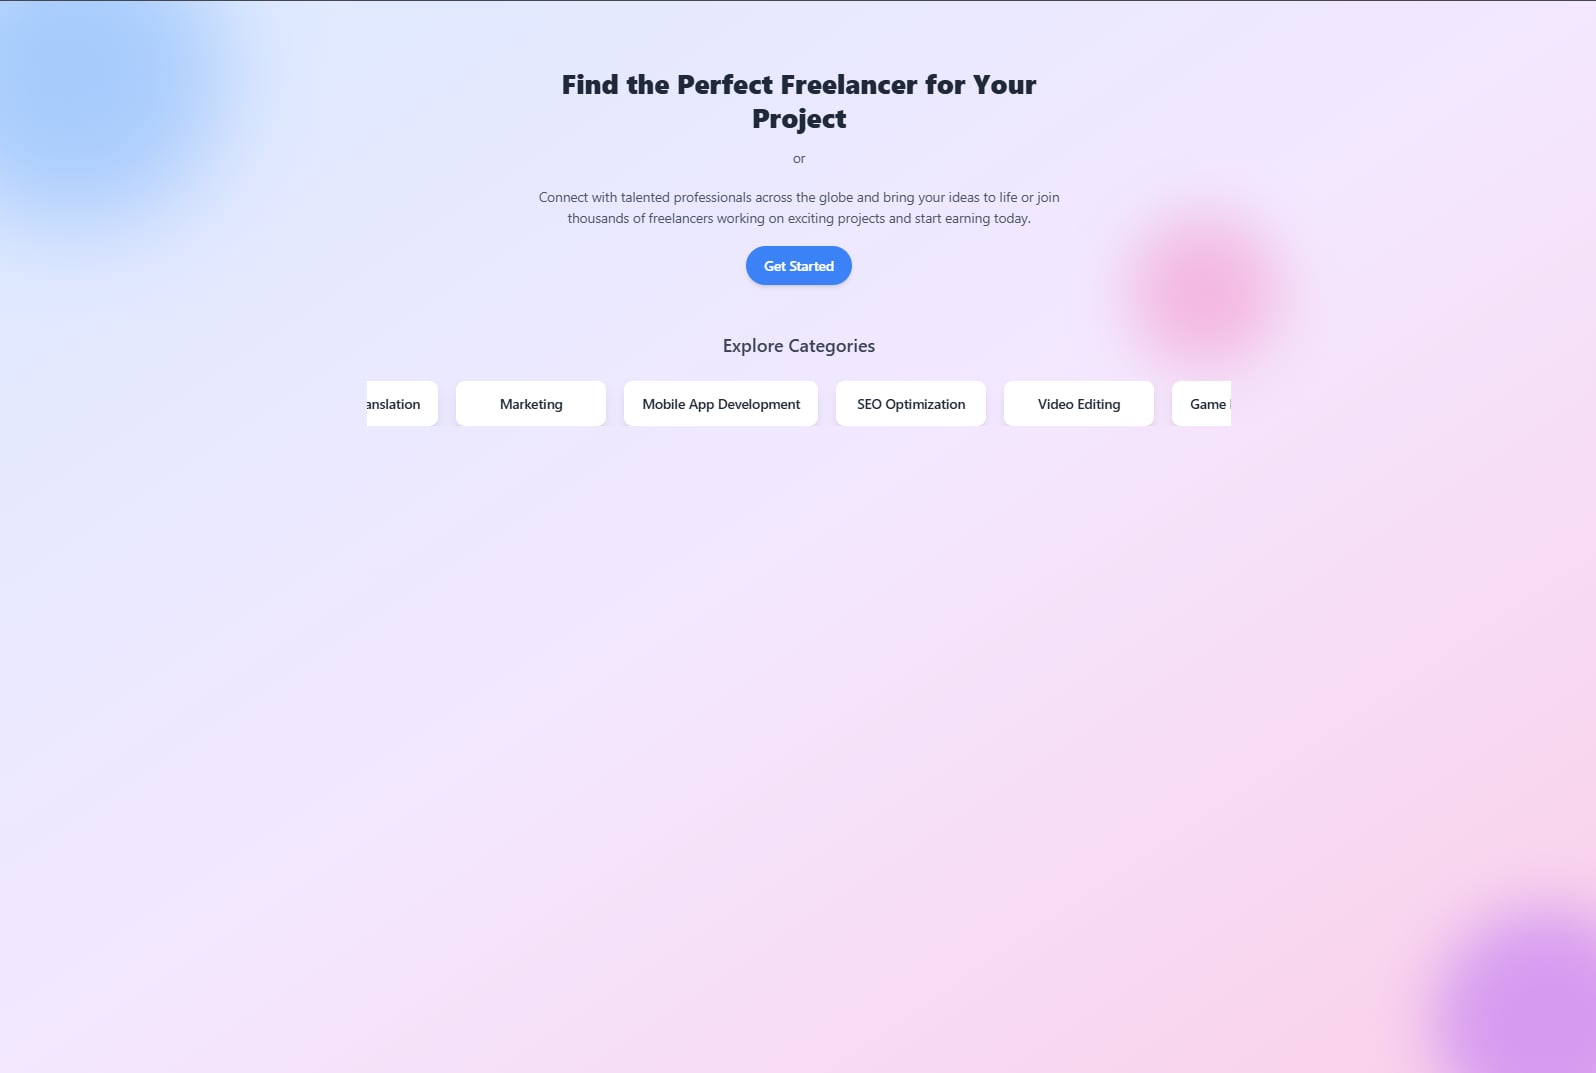 Find the Perfect Freelancer for Your
Project
or
Connect with talented professionals across the globe and bring your ideas to life or join
thousands of freelancers working on exciting projects and start earning today.
Get Started
Explore Categories
anslation Marketing Mobile App Development SEO Optimization Video Editing Game